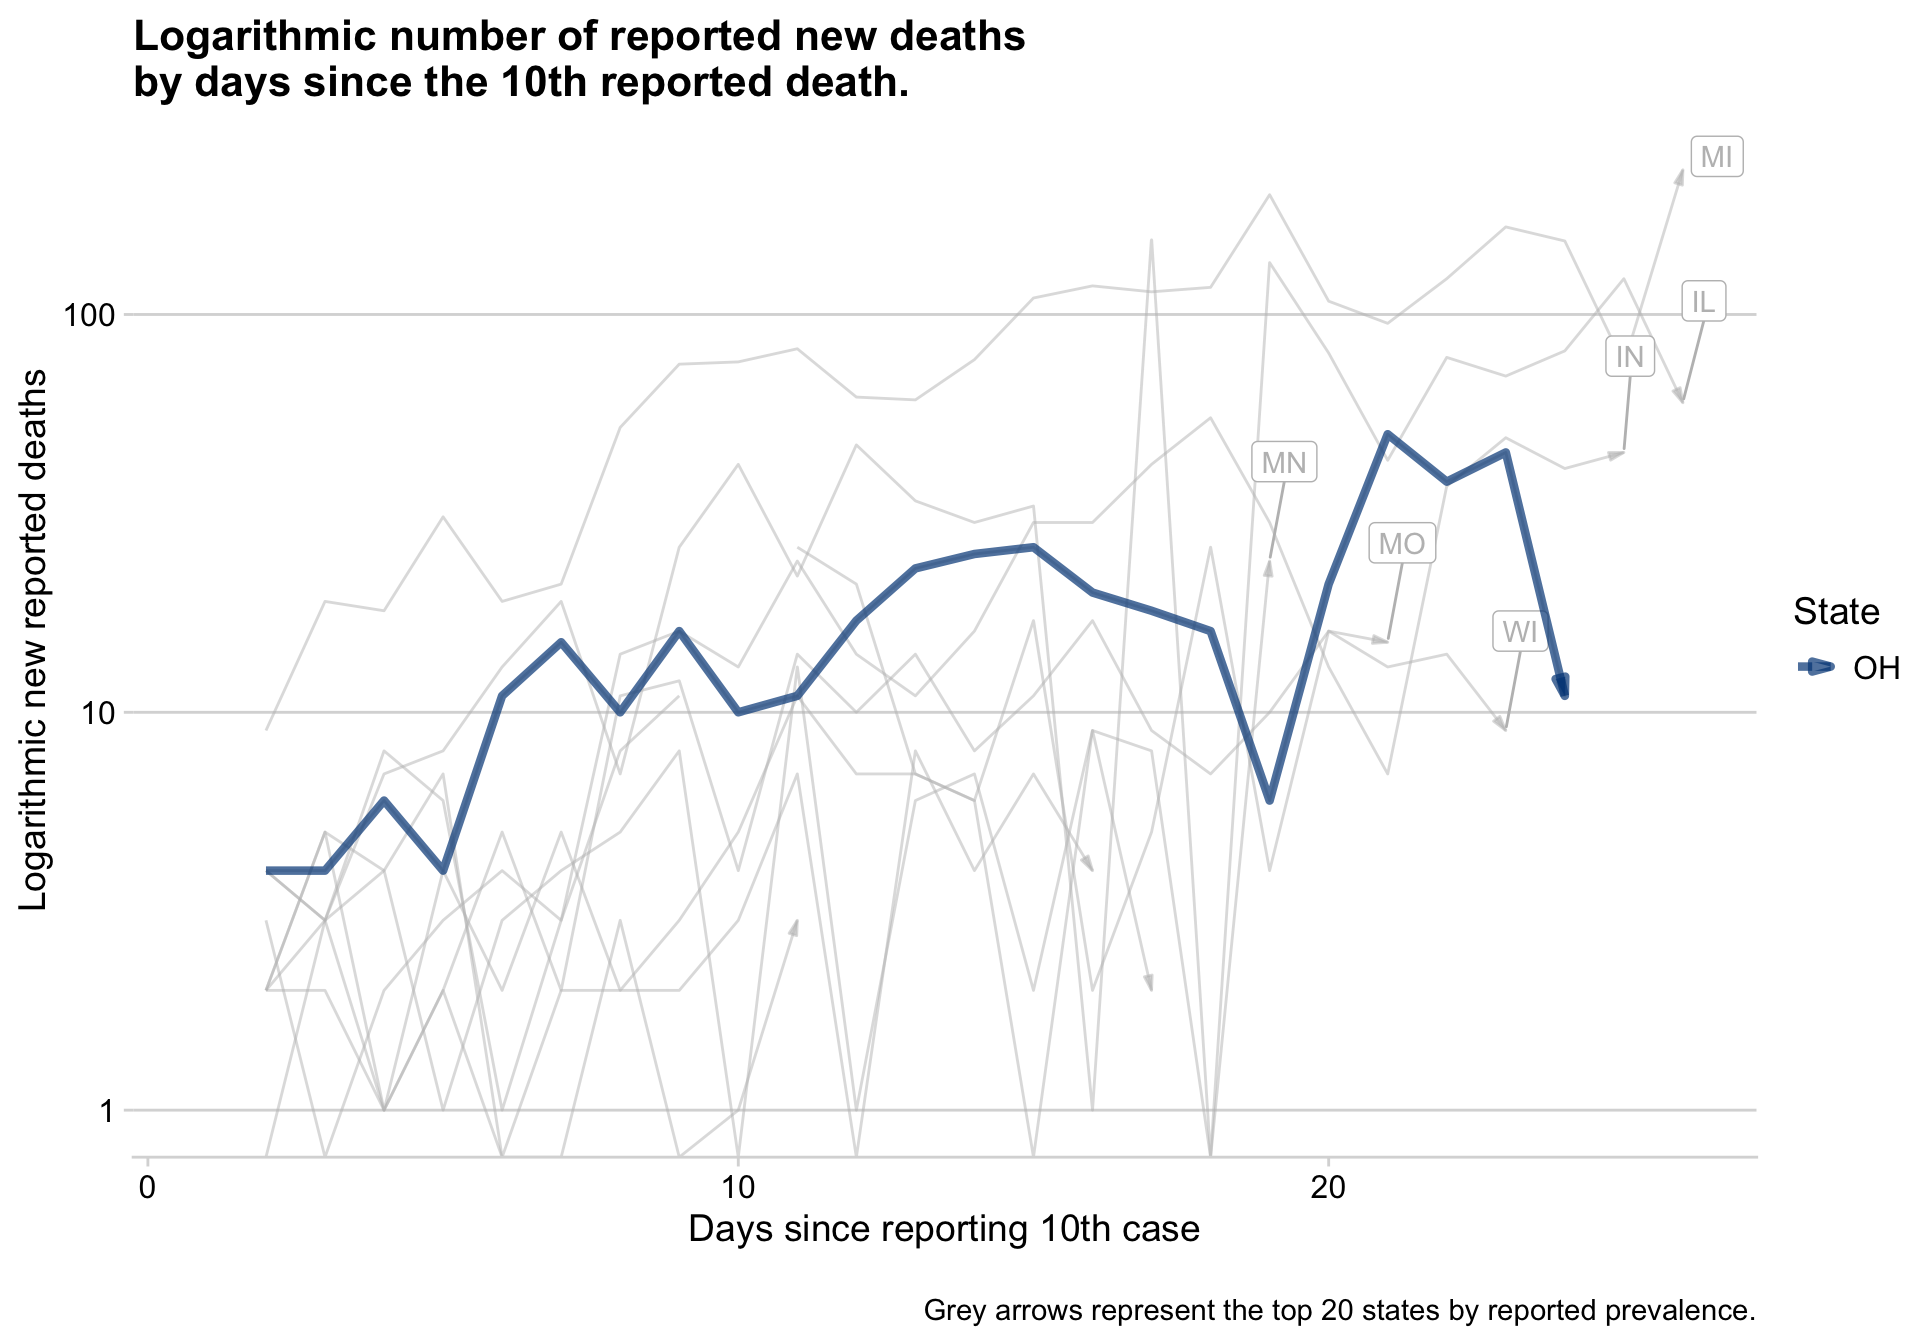 Logarithmic number of reported new deaths
by days since the 10th reported death.
MI
IL
IN
MN
MO
WI
100
10
1
Logarithmic new reported deaths
State
OH
0
10
20
Days since reporting 10th case
Grey arrows represent the top 20 states by reported prevalence.